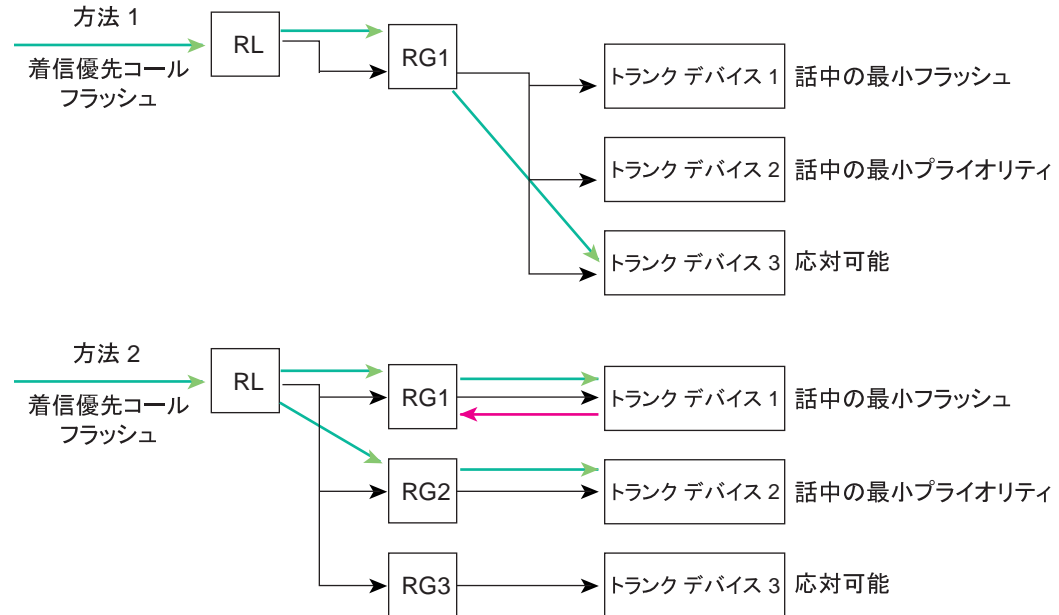 方法 1
着信優先コール
フラッシュ
RL
RG1
トランク デバイス 1
話中の最小フラッシュ
トランク デバイス 2
話中の最小プライオリティ
トランク デバイス 3
応対可能
方法 2
着信優先コール
フラッシュ
RL
RG1
トランク デバイス 1
話中の最小フラッシュ
RG2
トランク デバイス 2
話中の最小プライオリティ
RG3
トランク デバイス 3
応対可能